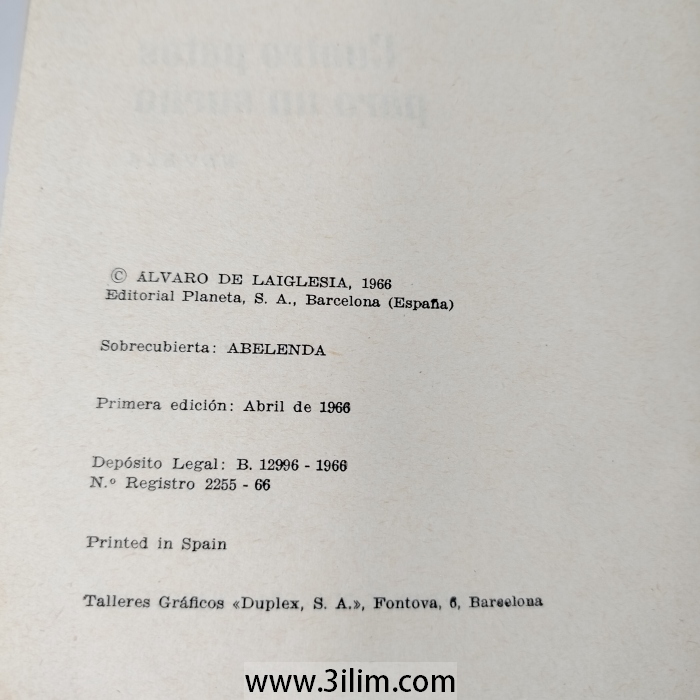 © ALVARO DE LAIGLESIA, 1966
Editorial Planeta, S. A., Barcelona (España)
Sobrecubierta: ABELENDA
Primera edición: Abril de 1966
Depósito Legal: B. 12996 - 1966
N.º Registro 2255 - 66
Printed in Spain
Talleres Gráficos «Duplex, S. A.», Fontova, 6, Barcelona
www.3ilim.com